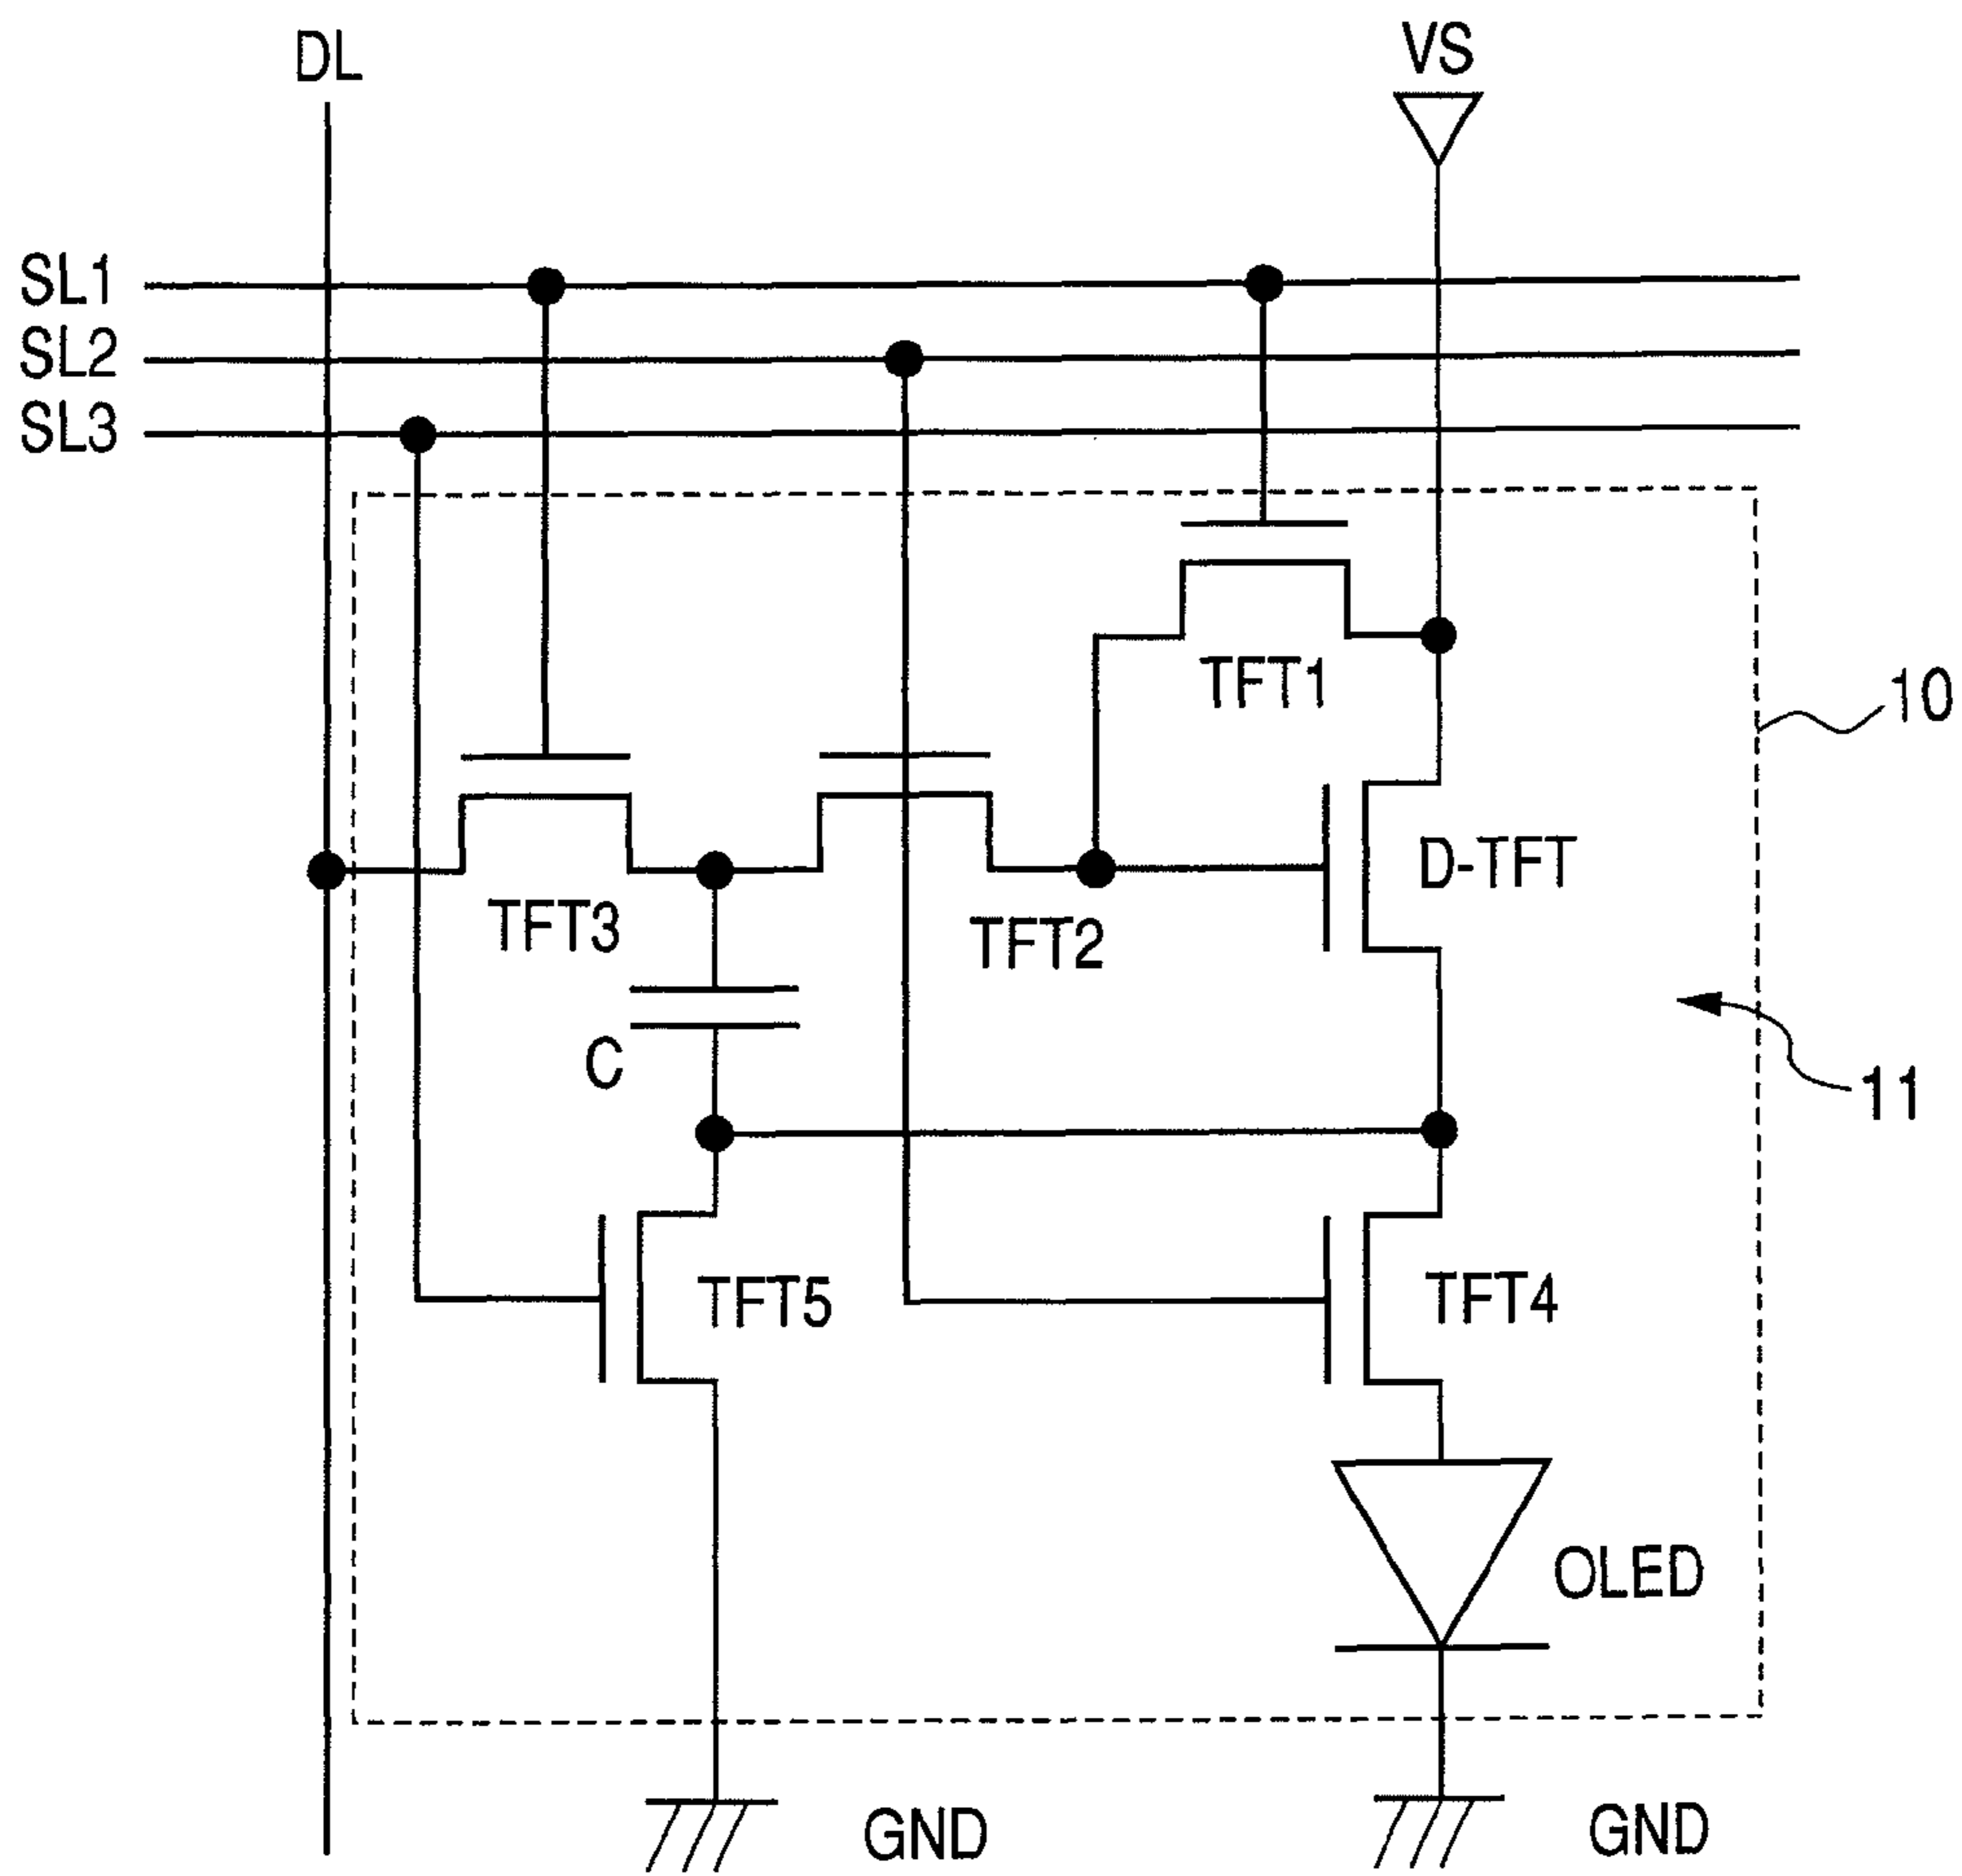 DL
VS
SL1
SL2
SL3
TFT1
10
D-TFT
TFT3
TFT2
C
11
TFT5
TFT4
OLED
GND
GND